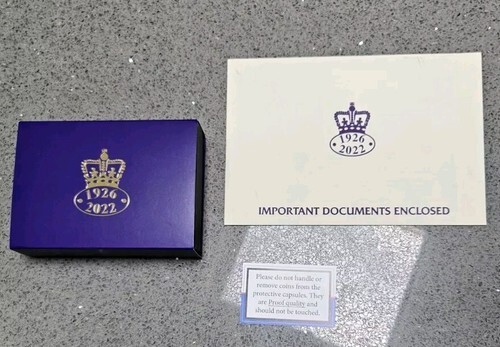 1926
2022
1926
2022
IMPORTANT DOCUMENTS ENCLOSED
Please do not handle or
remove coins from the
protective capsules. They
are Proof quality and
should not be touched.